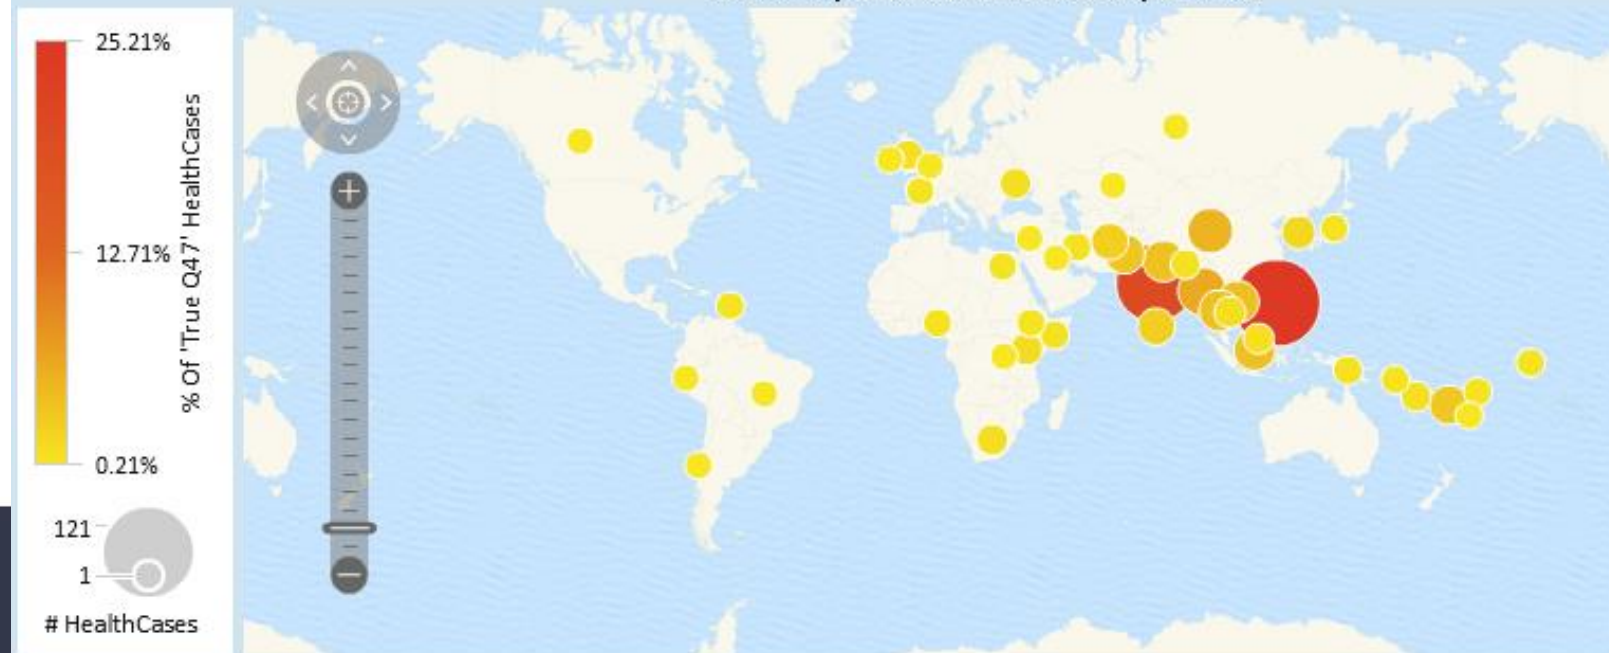 25.21%
12.71%
0.21%
% Of 'True Q47' HealthCases
121
1
# HealthCases